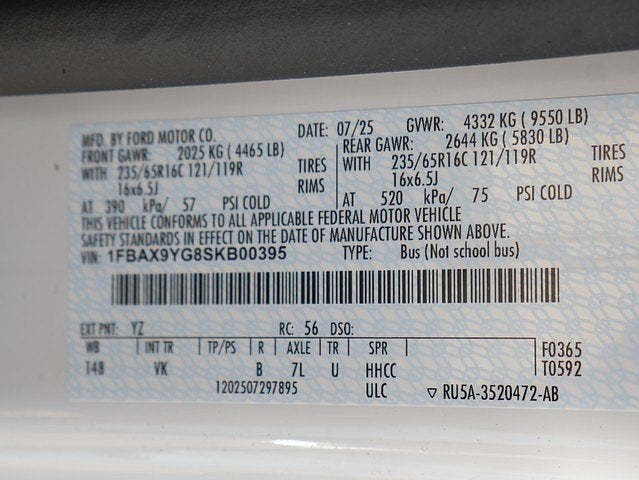 MFD. BY FORD MOTOR CO. DATE: 07/25 GVWR: 4332 KG ( 9550 LB)
FRONT GAWR: 2025 KG ( 4465 LB) REAR GAWR: 2644 KG ( 5830 LB)
WITH 235/65R16C 121/119R TIRES WITH 235/65R16C 121/119R TIRES
16x6.5J RIMS 16x6.5J RIMS
AT 390 kPa/ 57 PSI COLD AT 520 kPa/ 75 PSI COLD
THIS VEHICLE CONFORMS TO ALL APPLICABLE FEDERAL MOTOR VEHICLE
SAFETY STANDARDS IN EFFECT ON THE DATE OF MANUFACTURE SHOWN ABOVE.
VIN: 1FBAX9YG8SKB00395 TYPE: Bus (Not school bus)
EXT PNT: YZ RC: 56 DSO:
WB INT TR TP/PS R AXLE TR SPR F0365
T48 VK B 7L U HHCC T0592
1202507297895 ULC ▽ RU5A-3520472-AB